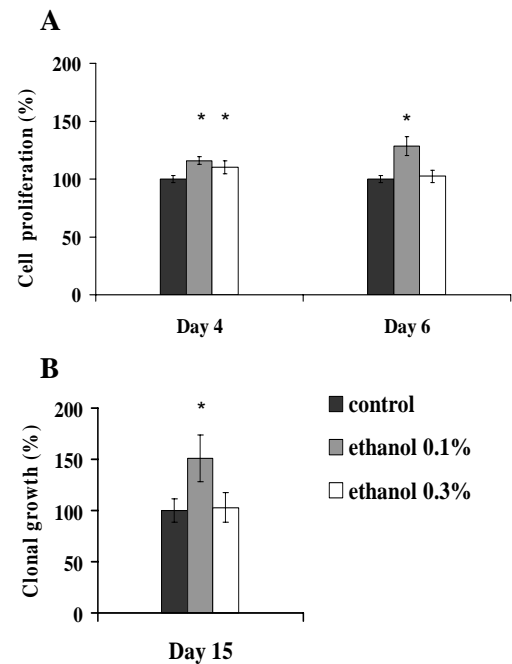 A
Cell proliferation (%)
200
150
100
50
0
* *
*
Day 4
Day 6
B
Clonal growth (%)
200
150
100
50
0
*
Day 15
control
ethanol 0.1%
ethanol 0.3%